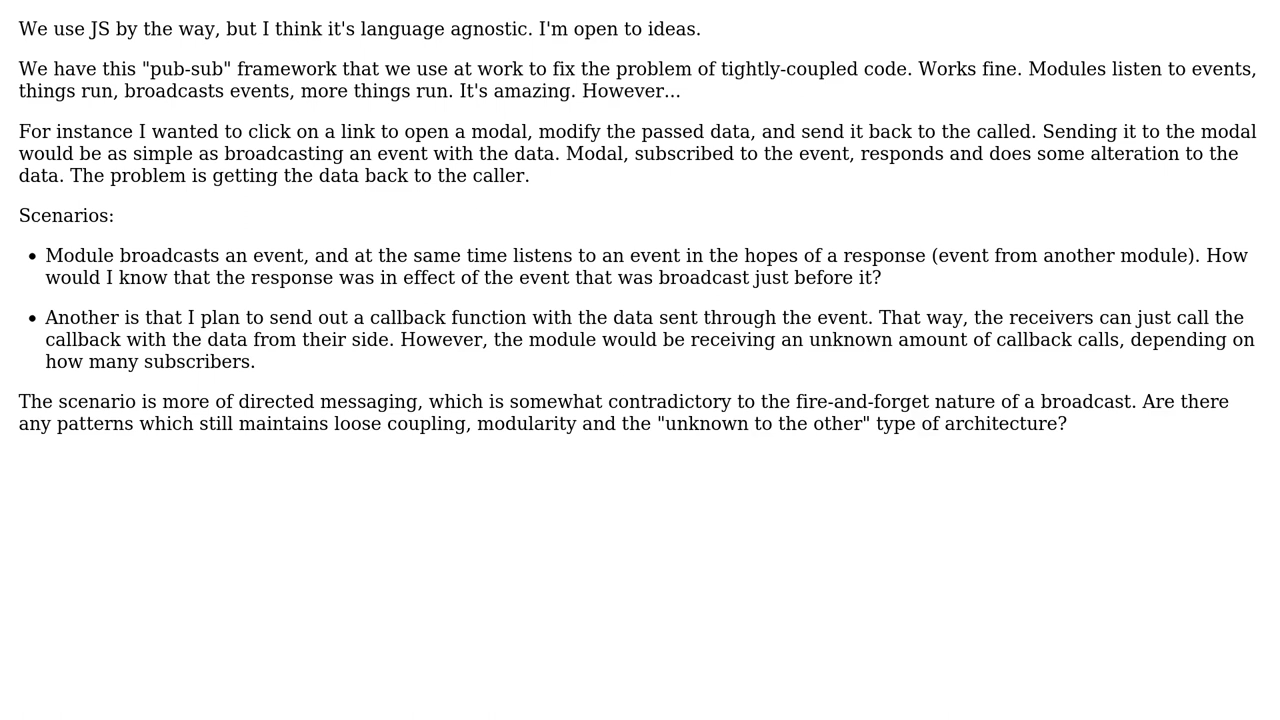 We use JS by the way, but I think it's language agnostic. I'm open to ideas.
We have this "pub-sub" framework that we use at work to fix the problem of tightly-coupled code. Works fine. Modules listen to events,
things run, broadcasts events, more things run. It's amazing. However...
For instance I wanted to click on a link to open a modal, modify the passed data, and send it back to the called. Sending it to the modal
would be as simple as broadcasting an event with the data. Modal, subscribed to the event, responds and does some alteration to the
data. The problem is getting the data back to the caller.
Scenarios:
• Module broadcasts an event, and at the same time listens to an event in the hopes of a response (event from another module). How
would I know that the response was in effect of the event that was broadcast just before it?
• Another is that I plan to send out a callback function with the data sent through the event. That way, the receivers can just call the
callback with the data from their side. However, the module would be receiving an unknown amount of callback calls, depending on
how many subscribers.
The scenario is more of directed messaging, which is somewhat contradictory to the fire-and-forget nature of a broadcast. Are there
any patterns which still maintains loose coupling, modularity and the "unknown to the other" type of architecture?